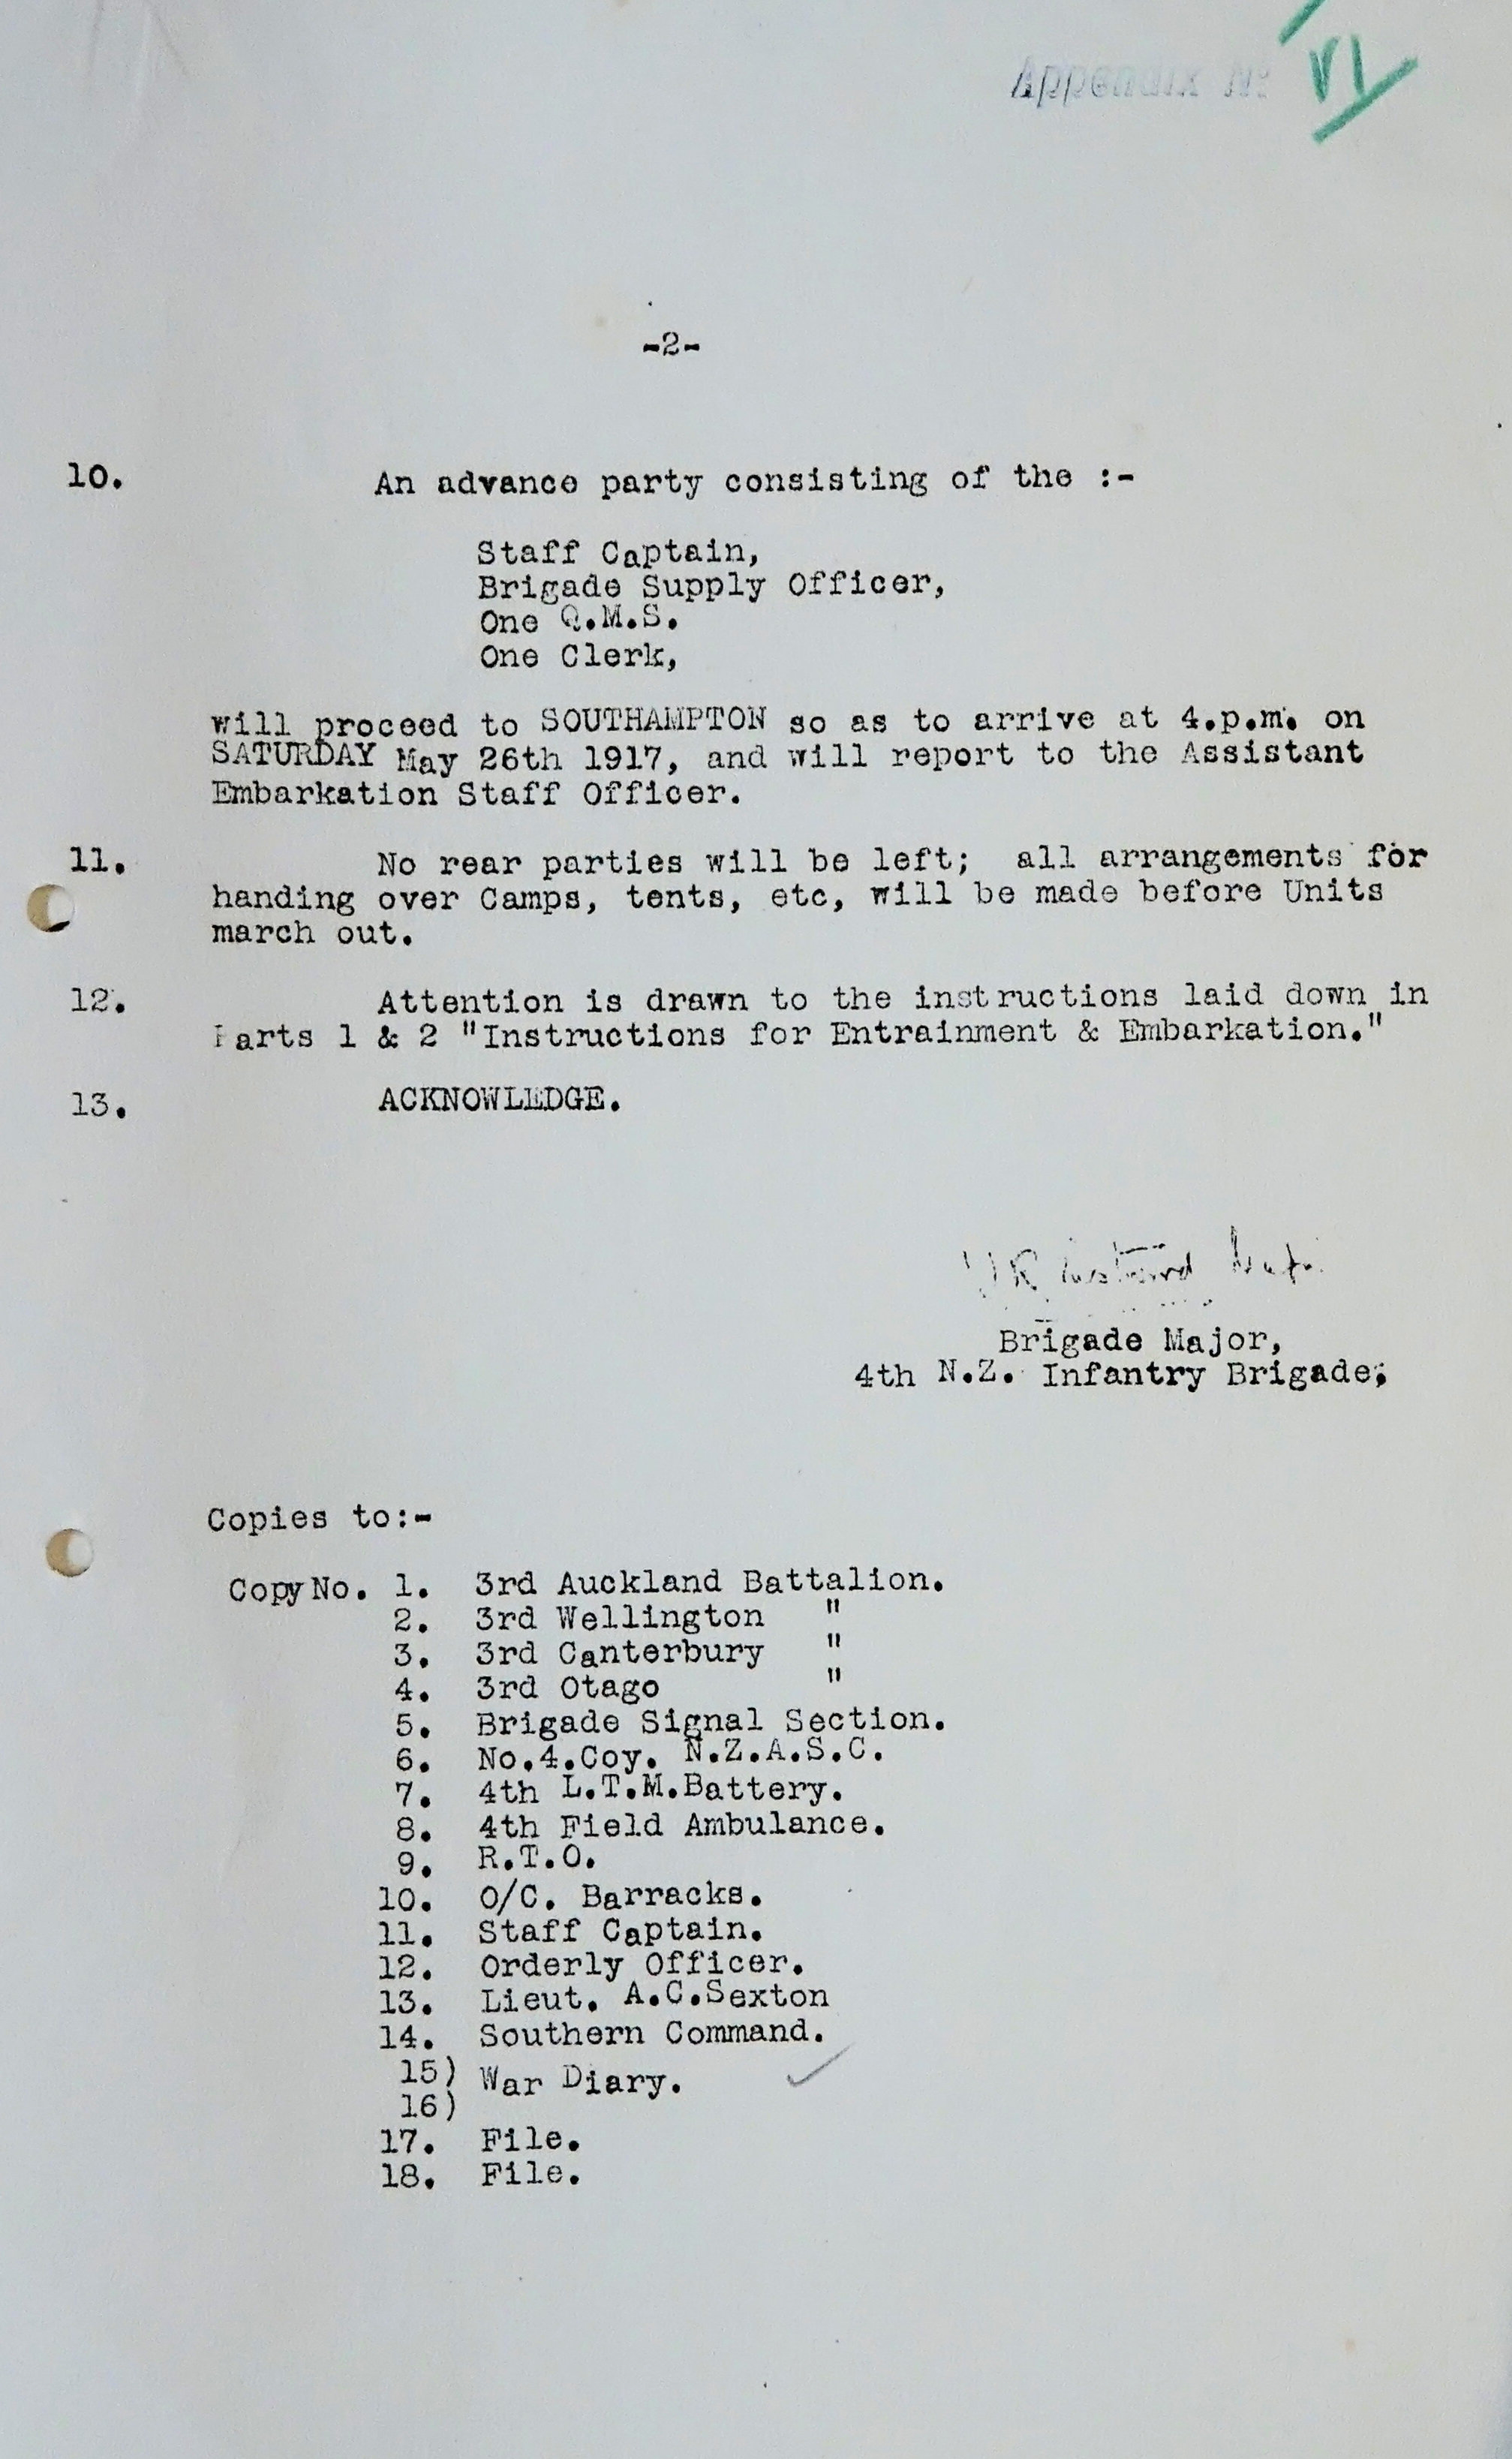 Appendix No VI
-2-
10. An advance party consisting of the :-
Staff Captain,
Brigade Supply Officer,
One Q.M.S.
One Clerk,
will proceed to SOUTHAMPTON so as to arrive at 4.p.m. on
SATURDAY May 26th 1917, and will report to the Assistant
Embarkation Staff Officer.
11. No rear parties will be left; all arrangements for
handing over Camps, tents, etc, will be made before Units
march out.
12. Attention is drawn to the instructions laid down in
Parts 1 & 2 "Instructions for Entrainment & Embarkation."
13. ACKNOWLEDGE.
Brigade Major,
4th N.Z. Infantry Brigade;
Copies to:-
Copy No. 1. 3rd Auckland Battalion.
2. 3rd Wellington "
3. 3rd Canterbury "
4. 3rd Otago "
5. Brigade Signal Section.
6. No.4.Coy. N.Z.A.S.C.
7. 4th L.T.M.Battery.
8. 4th Field Ambulance.
9. R.T.O.
10. O/C. Barracks.
11. Staff Captain.
12. Orderly Officer.
13. Lieut. A.C.Sexton
14. Southern Command.
15) War Diary.
16)
17. File.
18. File.